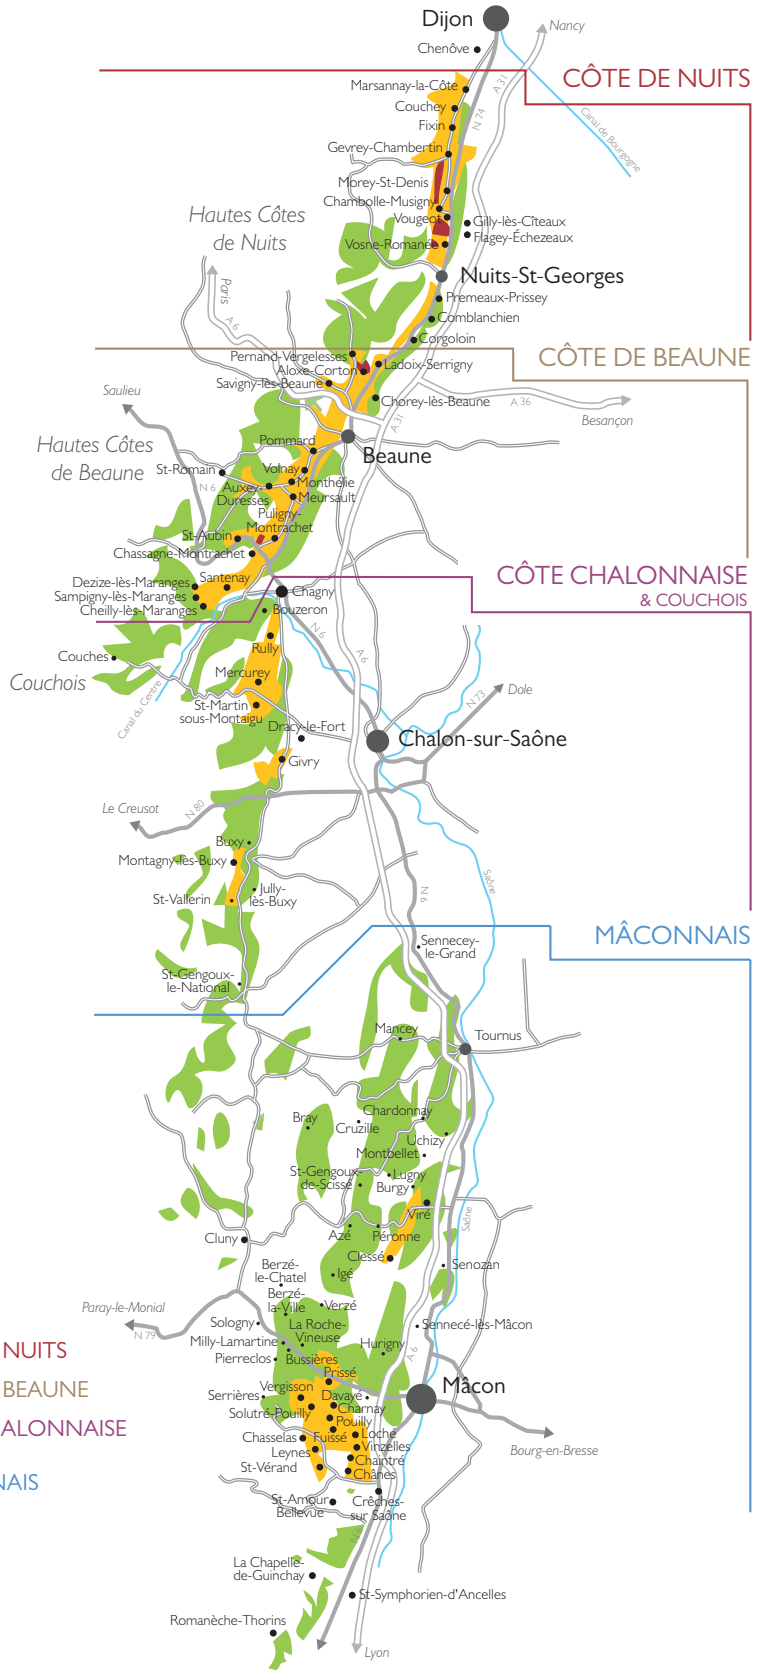 Dijon
Nancy
Chenôve
CÔTE DE NUITS
A 31
Marsannay-la-Côte
Couchey
N 74
Canal de Bourgogne
Fixin
Gevrey-Chambertin
Morey-St-Denis
Chambolle-Musigny
Hautes Côtes
de Nuits
Vougeot
Gilly-lès-Cîteaux
Flagey-Échezeaux
Vosne-Romanée
Nuits-St-Georges
Paris
A 6
Premeaux-Prissey
Comblanchien
Corgoloin
CÔTE DE BEAUNE
Pernand-Vergelesses
Aloxe-Corton
Ladoix-Serrigny
Savigny-lès-Beaune
Saulieu
Chorey-lès-Beaune
A 36
Besançon
A 31
Hautes Côtes
de Beaune
Pommard
Beaune
St-Romain
Volnay
N 6
Auxey-
Duresses
Monthélie
Meursault
Puligny-
Montrachet
St-Aubin
Chassagne-Montrachet
CÔTE CHALONNAISE
& COUCHOIS
Dezize-lès-Maranges
Santenay
Sampigny-lès-Maranges
Cheilly-lès-Maranges
Chagny
Bouzeron
N 6
A 6
Rully
Couches
Couchois
Mercurey
Canal du Centre
St-Martin
sous-Montaigu
N 73
Dole
Dracy-le-Fort
Chalon-sur-Saône
Givry
Le Creusot
N 80
Buxy
Montagny-lès-Buxy
St-Vallerin
Jully-
lès-Buxy
N 6
Saône
MÂCONNAIS
Sennecey-
le-Grand
St-Gengoux-
le-National
Mancey
Tournus
Chardonnay
Bray
Cruzille
Uchizy
Montbellet
St-Gengoux-
de-Scissé
Lugny
Burgy
Viré
Saône
Cluny
Azé
Péronne
Clessé
Senozan
Berzé-
le-Chatel
Igé
Berzé-
la-Ville
Verzé
Paray-le-Monial
N 79
Sologny
La Roche-
Vineuse
Sennecé-lès-Mâcon
Milly-Lamartine
Hurigny
A 6
NUITS
Pierreclos
Bussières
Prissé
BEAUNE
Vergisson
Mâcon
Serrières
Davayé
Solutré-Pouilly
Charnay
Pouilly
ALONNAISE
Chasselas
Fuissé
Loché
Vinzelles
Bourg-en-Bresse
Leynes
Chaintré
St-Vérand
Chânes
NAIS
St-Amour
Bellevue
Crêches-
sur Saône
N 6
La Chapelle-
de-Guinchay
St-Symphorien-d'Ancelles
Romanèche-Thorins
Lyon